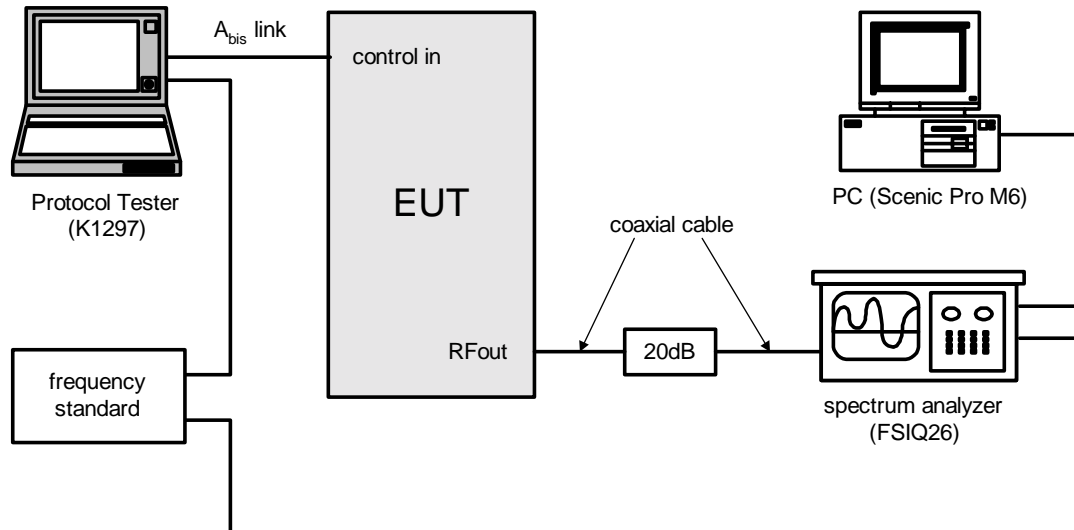 A_bis link
control in
Protocol Tester
(K1297)
EUT
PC (Scenic Pro M6)
coaxial cable
RFout
20dB
frequency
standard
spectrum analyzer
(FSIQ26)